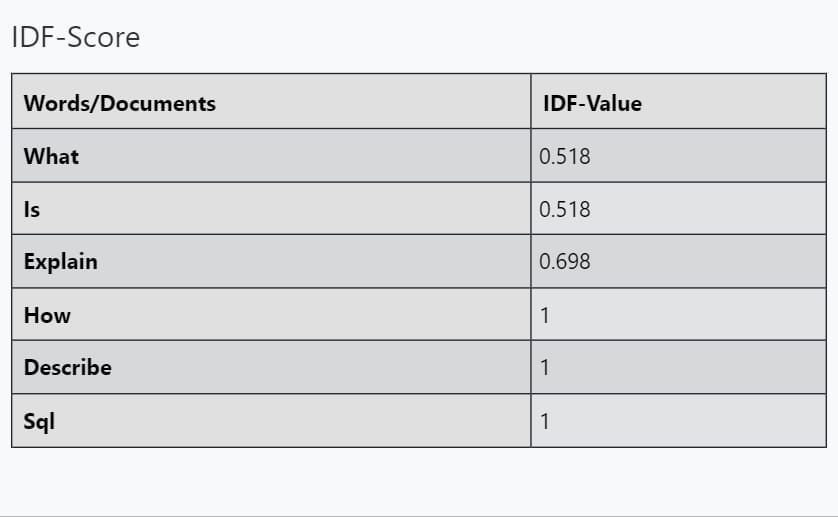 IDF-Score
Words/Documents IDF-Value
What 0.518
Is 0.518
Explain 0.698
How 1
Describe 1
Sql 1